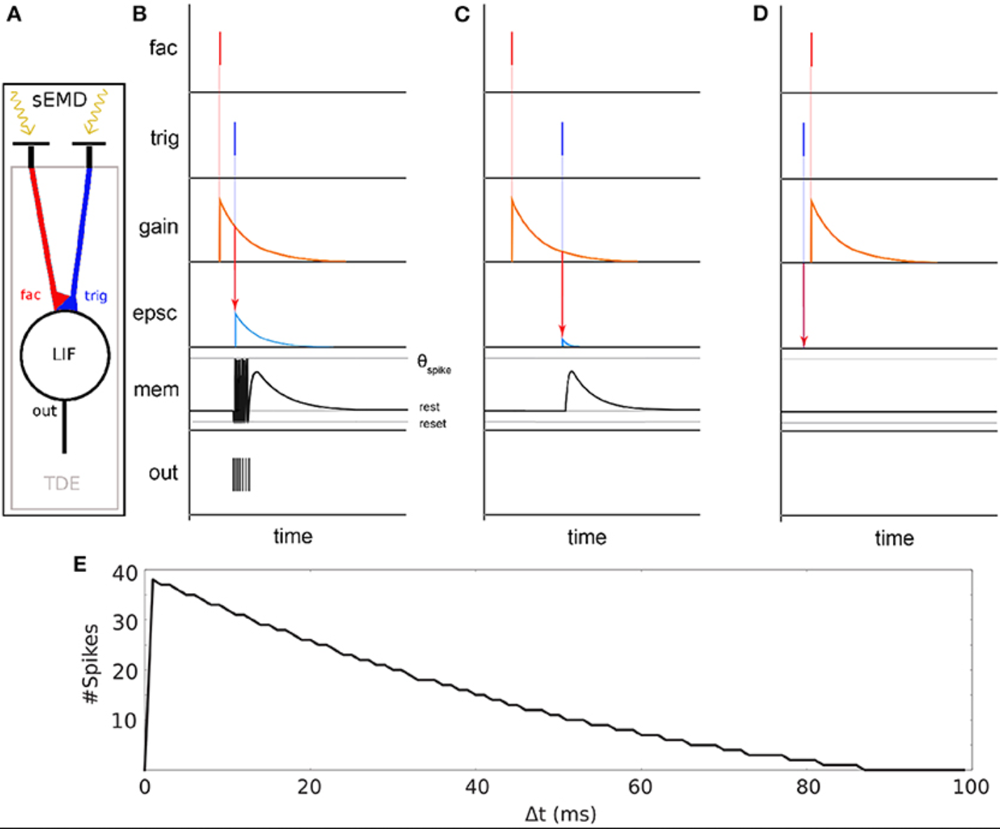 A
B
C
D
sEMD
fac
trig
LIF
out
TDE
fac
trig
gain
epsc
mem
out
θspike
rest
reset
time
time
time
E
40
30
20
10
#Spikes
0 20 40 60 80 100
Δt (ms)